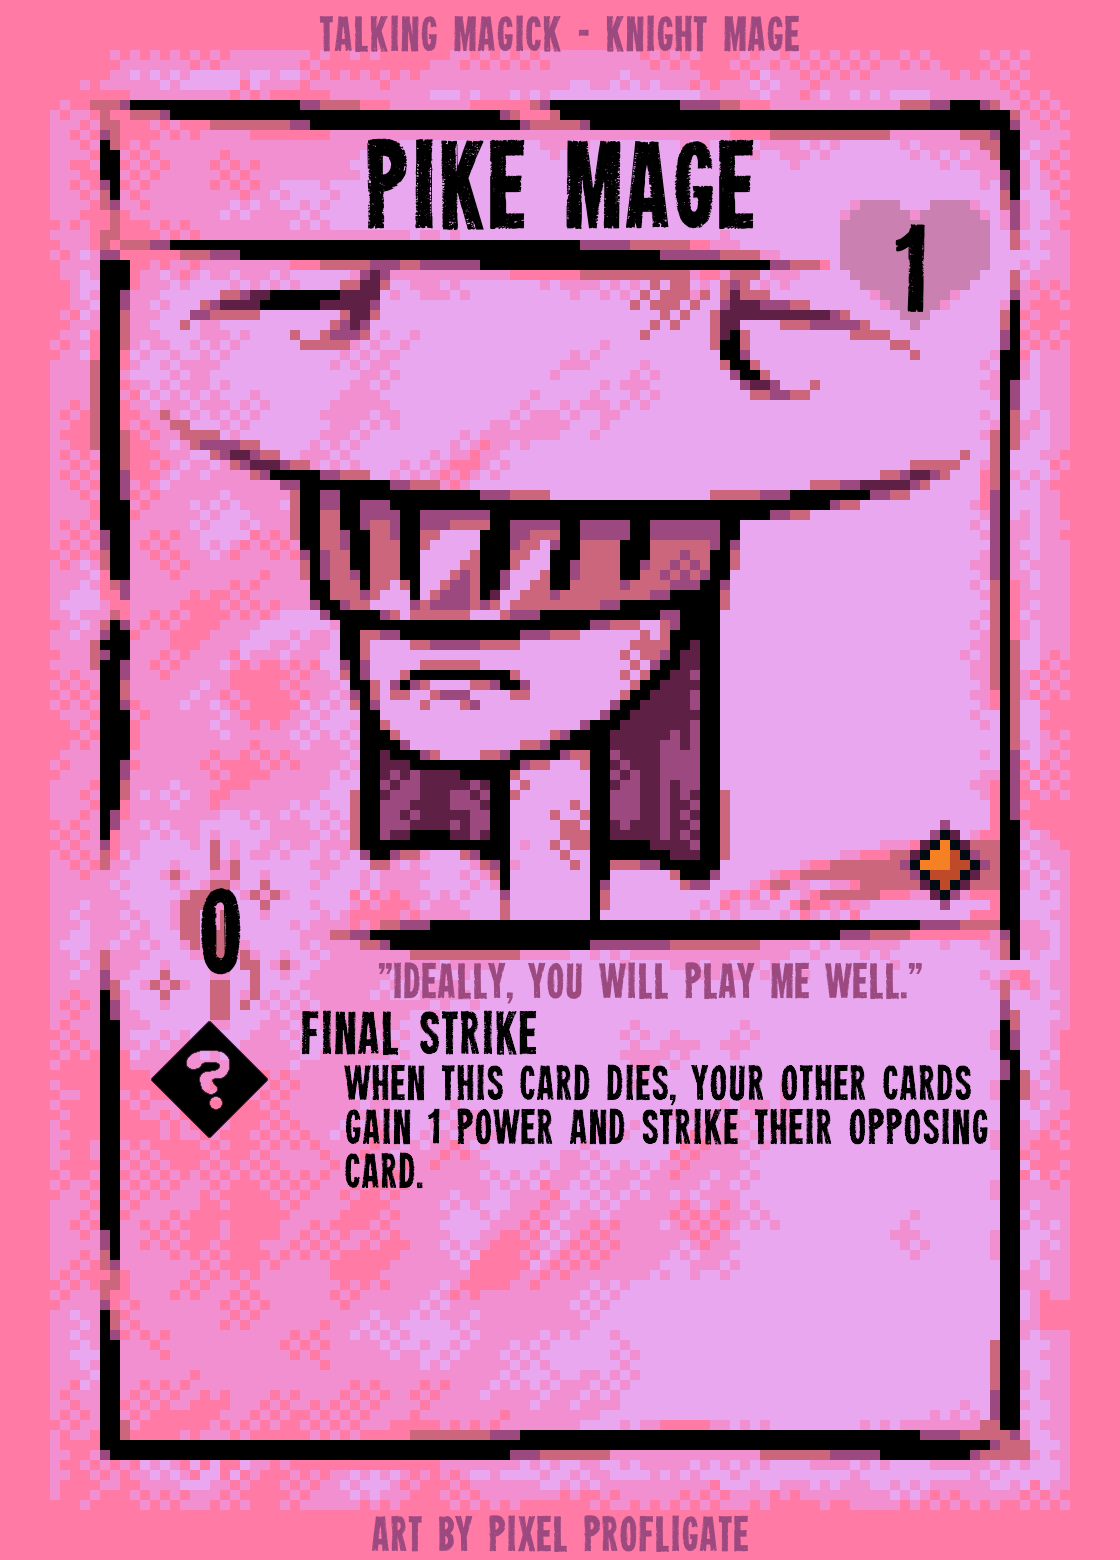 TALKING MAGICK - KNIGHT MAGE
PIKE MAGE
1
0
"IDEALLY, YOU WILL PLAY ME WELL."
FINAL STRIKE
?
WHEN THIS CARD DIES, YOUR OTHER CARDS
GAIN 1 POWER AND STRIKE THEIR OPPOSING
CARD.
ART BY PIXEL PROFLIGATE